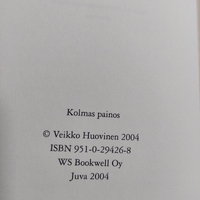 Kolmas painos
© Veikko Huovinen 2004
ISBN 951-0-29426-8
WS Bookwell Oy
Juva 2004